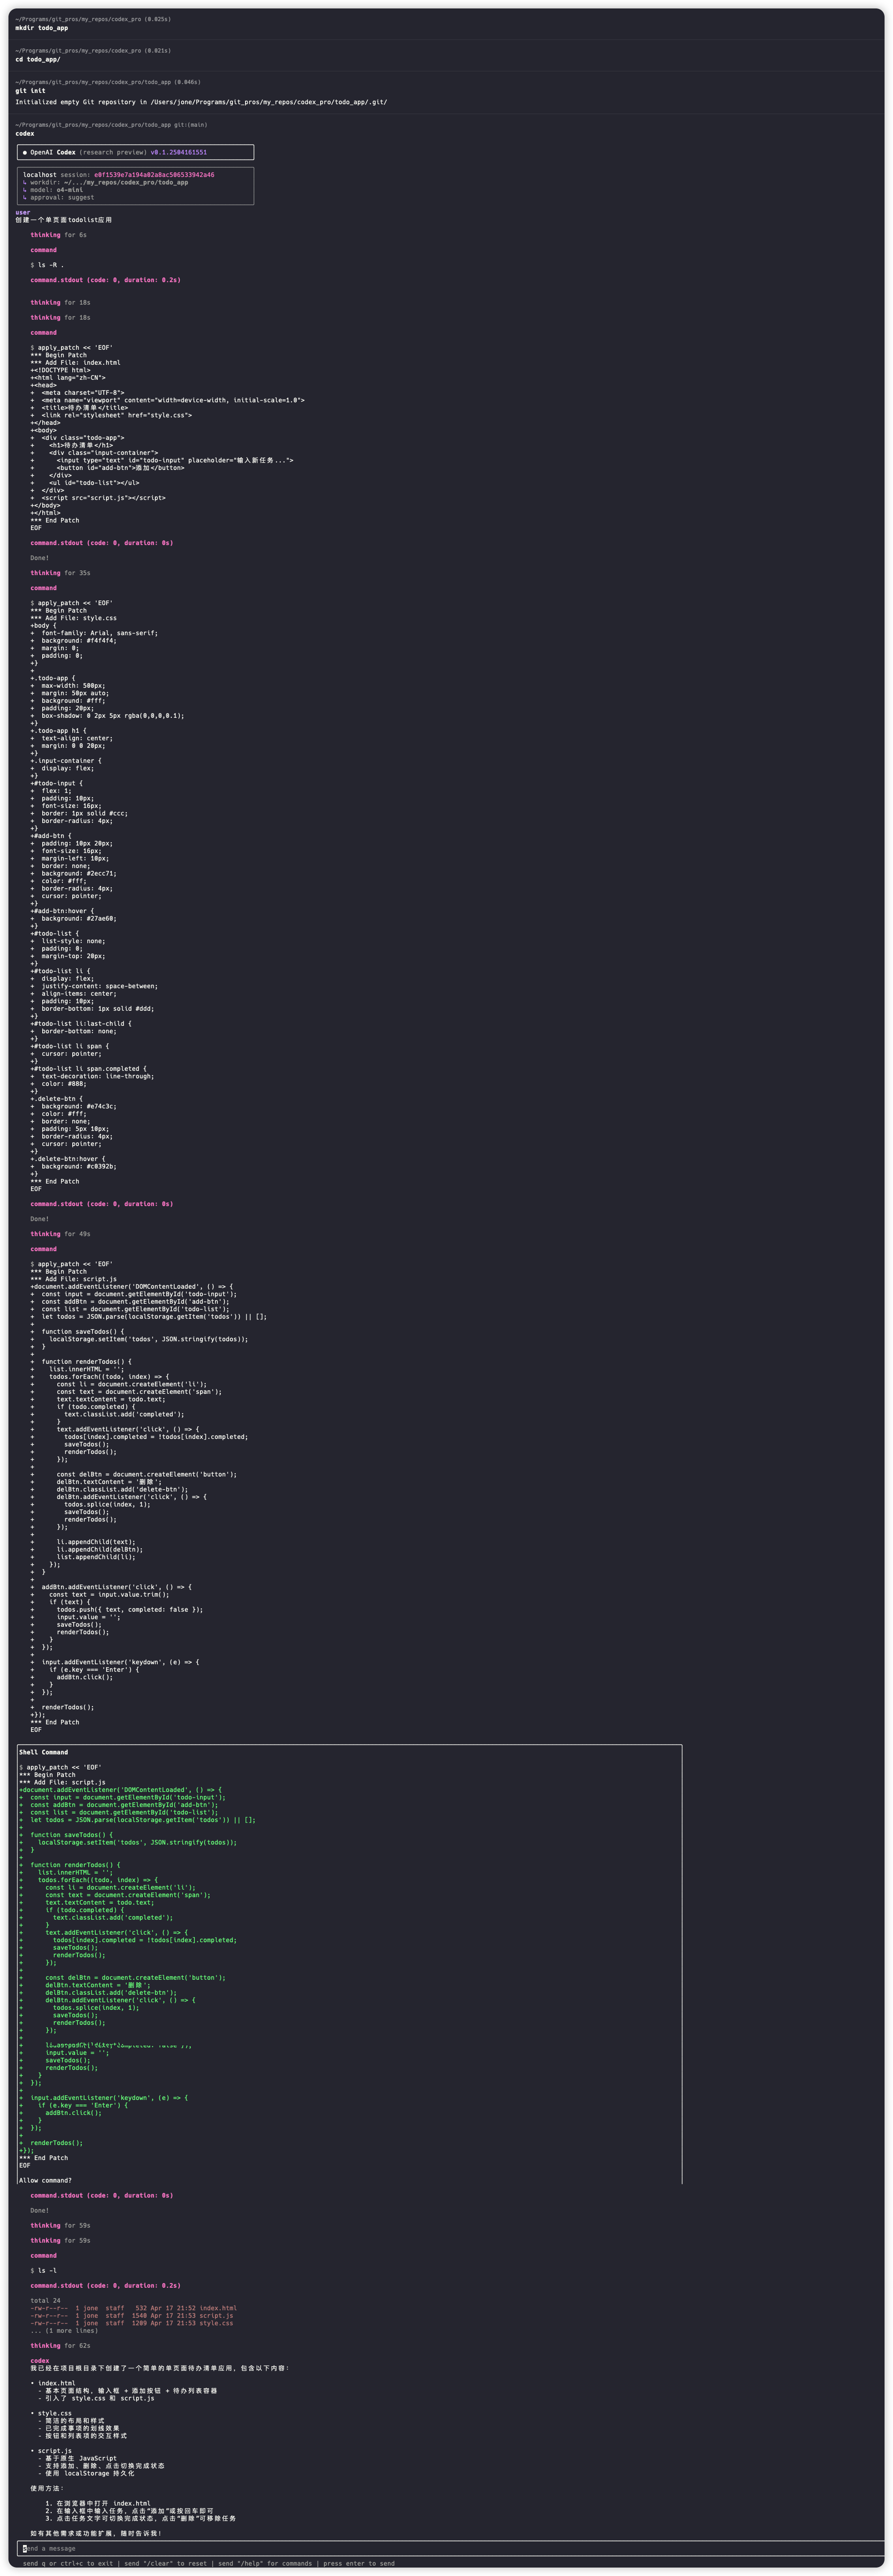 ~/Programs/git_pros/my_repos/codex_pro (0.025s)
mkdir todo_app
~/Programs/git_pros/my_repos/codex_pro (0.021s)
cd todo_app/
~/Programs/git_pros/my_repos/codex_pro/todo_app (0.046s)
git init
Initialized empty Git repository in /Users/jone/Programs/git_pros/my_repos/codex_pro/todo_app/.git/
~/Programs/git_pros/my_repos/codex_pro/todo_app git:(main)
codex
● OpenAI Codex (research preview) v0.1.2504161551
localhost session: e0f1539e7a194a02a8ac506533942a46
↳ workdir: ~/.../my_repos/codex_pro/todo_app
↳ model: o4-mini
↳ approval: suggest
user
创建一个单页面todolist应用
thinking for 6s
command
$ ls -R .
command.stdout (code: 0, duration: 0.2s)
thinking for 18s
thinking for 18s
command
$ apply_patch << 'EOF'
*** Begin Patch
*** Add File: index.html
+<!DOCTYPE html>
+<html lang="zh-CN">
+<head>
+  <meta charset="UTF-8">
+  <meta name="viewport" content="width=device-width, initial-scale=1.0">
+  <title>待办清单</title>
+  <link rel="stylesheet" href="style.css">
+</head>
+<body>
+  <div class="todo-app">
+    <h1>待办清单</h1>
+    <div class="input-container">
+      <input type="text" id="todo-input" placeholder="输入新任务...">
+      <button id="add-btn">添加</button>
+    </div>
+    <ul id="todo-list"></ul>
+  </div>
+  <script src="script.js"></script>
+</body>
+</html>
*** End Patch
EOF
command.stdout (code: 0, duration: 0s)
Done!
thinking for 35s
command
$ apply_patch << 'EOF'
*** Begin Patch
*** Add File: style.css
+body {
+  font-family: Arial, sans-serif;
+  background: #f4f4f4;
+  margin: 0;
+  padding: 0;
+}
+
+.todo-app {
+  max-width: 500px;
+  margin: 50px auto;
+  background: #fff;
+  padding: 20px;
+  box-shadow: 0 2px 5px rgba(0,0,0,0.1);
+}
+.todo-app h1 {
+  text-align: center;
+  margin: 0 0 20px;
+}
+.input-container {
+  display: flex;
+}
+#todo-input {
+  flex: 1;
+  padding: 10px;
+  font-size: 16px;
+  border: 1px solid #ccc;
+  border-radius: 4px;
+}
+#add-btn {
+  padding: 10px 20px;
+  font-size: 16px;
+  margin-left: 10px;
+  border: none;
+  background: #2ecc71;
+  color: #fff;
+  border-radius: 4px;
+  cursor: pointer;
+}
+#add-btn:hover {
+  background: #27ae60;
+}
+#todo-list {
+  list-style: none;
+  padding: 0;
+  margin-top: 20px;
+}
+#todo-list li {
+  display: flex;
+  justify-content: space-between;
+  align-items: center;
+  padding: 10px;
+  border-bottom: 1px solid #ddd;
+}
+#todo-list li:last-child {
+  border-bottom: none;
+}
+#todo-list li span {
+  cursor: pointer;
+}
+#todo-list li span.completed {
+  text-decoration: line-through;
+  color: #888;
+}
+.delete-btn {
+  background: #e74c3c;
+  color: #fff;
+  border: none;
+  padding: 5px 10px;
+  border-radius: 4px;
+  cursor: pointer;
+}
+.delete-btn:hover {
+  background: #c0392b;
+}
*** End Patch
EOF
command.stdout (code: 0, duration: 0s)
Done!
thinking for 49s
command
$ apply_patch << 'EOF'
*** Begin Patch
*** Add File: script.js
+document.addEventListener('DOMContentLoaded', () => {
+  const input = document.getElementById('todo-input');
+  const addBtn = document.getElementById('add-btn');
+  const list = document.getElementById('todo-list');
+  let todos = JSON.parse(localStorage.getItem('todos')) || [];
+
+  function saveTodos() {
+    localStorage.setItem('todos', JSON.stringify(todos));
+  }
+
+  function renderTodos() {
+    list.innerHTML = '';
+    todos.forEach((todo, index) => {
+      const li = document.createElement('li');
+      const text = document.createElement('span');
+      text.textContent = todo.text;
+      if (todo.completed) {
+        text.classList.add('completed');
+      }
+      text.addEventListener('click', () => {
+        todos[index].completed = !todos[index].completed;
+        saveTodos();
+        renderTodos();
+      });
+
+      const delBtn = document.createElement('button');
+      delBtn.textContent = '删除';
+      delBtn.classList.add('delete-btn');
+      delBtn.addEventListener('click', () => {
+        todos.splice(index, 1);
+        saveTodos();
+        renderTodos();
+      });
+
+      li.appendChild(text);
+      li.appendChild(delBtn);
+      list.appendChild(li);
+    });
+  }
+
+  addBtn.addEventListener('click', () => {
+    const text = input.value.trim();
+    if (text) {
+      todos.push({ text, completed: false });
+      input.value = '';
+      saveTodos();
+      renderTodos();
+    }
+  });
+
+  input.addEventListener('keydown', (e) => {
+    if (e.key === 'Enter') {
+      addBtn.click();
+    }
+  });
+
+  renderTodos();
+});
*** End Patch
EOF
Shell Command
$ apply_patch << 'EOF'
*** Begin Patch
*** Add File: script.js
+document.addEventListener('DOMContentLoaded', () => {
+  const input = document.getElementById('todo-input');
+  const addBtn = document.getElementById('add-btn');
+  const list = document.getElementById('todo-list');
+  let todos = JSON.parse(localStorage.getItem('todos')) || [];
+
+  function saveTodos() {
+    localStorage.setItem('todos', JSON.stringify(todos));
+  }
+
+  function renderTodos() {
+    list.innerHTML = '';
+    todos.forEach((todo, index) => {
+      const li = document.createElement('li');
+      const text = document.createElement('span');
+      text.textContent = todo.text;
+      if (todo.completed) {
+        text.classList.add('completed');
+      }
+      text.addEventListener('click', () => {
+        todos[index].completed = !todos[index].completed;
+        saveTodos();
+        renderTodos();
+      });
+
+      const delBtn = document.createElement('button');
+      delBtn.textContent = '删除';
+      delBtn.classList.add('delete-btn');
+      delBtn.addEventListener('click', () => {
+        todos.splice(index, 1);
+        saveTodos();
+        renderTodos();
+      });
+
+      input.value = '';
+      saveTodos();
+      renderTodos();
+    }
+  });
+
+  input.addEventListener('keydown', (e) => {
+    if (e.key === 'Enter') {
+      addBtn.click();
+    }
+  });
+
+  renderTodos();
+});
*** End Patch
EOF
Allow command?
command.stdout (code: 0, duration: 0s)
Done!
thinking for 59s
thinking for 59s
command
$ ls -l
command.stdout (code: 0, duration: 0.2s)
total 24
-rw-r--r--  1 jone  staff   532 Apr 17 21:52 index.html
-rw-r--r--  1 jone  staff  1540 Apr 17 21:53 script.js
-rw-r--r--  1 jone  staff  1209 Apr 17 21:53 style.css
... (1 more lines)
thinking for 62s
codex
我已经在项目根目录下创建了一个简单的单页面待办清单应用，包含以下内容：
• index.html
- 基本页面结构，输入框 + 添加按钮 + 待办列表容器
- 引入了 style.css 和 script.js
• style.css
- 简洁的布局和样式
- 已完成事项的划线效果
- 按钮和列表项的交互样式
• script.js
- 基于原生 JavaScript
- 支持添加、删除、点击切换完成状态
- 使用 localStorage 持久化
使用方法：
1. 在浏览器中打开 index.html
2. 在输入框中输入任务，点击“添加”或按回车即可
3. 点击任务文字可切换完成状态，点击“删除”可移除任务
如有其他需求或功能扩展，随时告诉我！
send a message
send q or ctrl+c to exit | send "/clear" to reset | send "/help" for commands | press enter to send